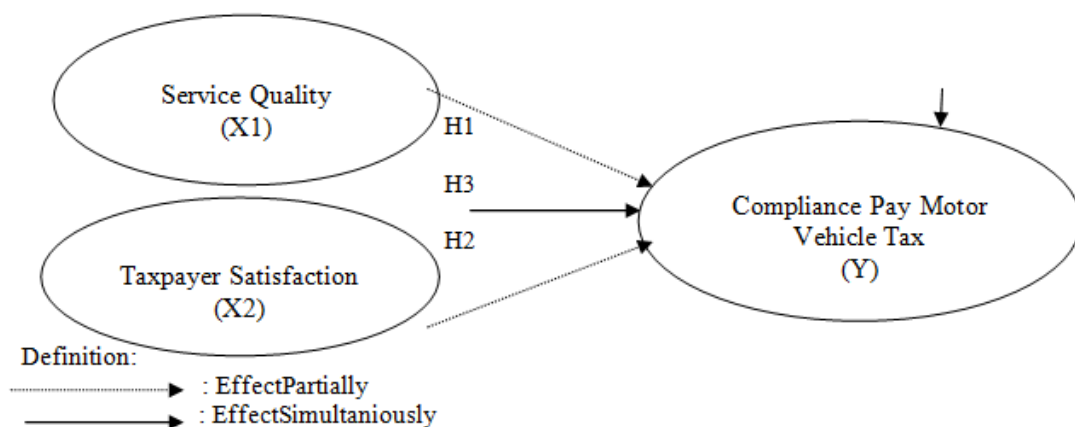 Service Quality
(X1)
H1
H3
H2
Taxpayer Satisfaction
(X2)
Compliance Pay Motor
Vehicle Tax
(Y)
Definition:
: EffectPartially
: EffectSimultaniously